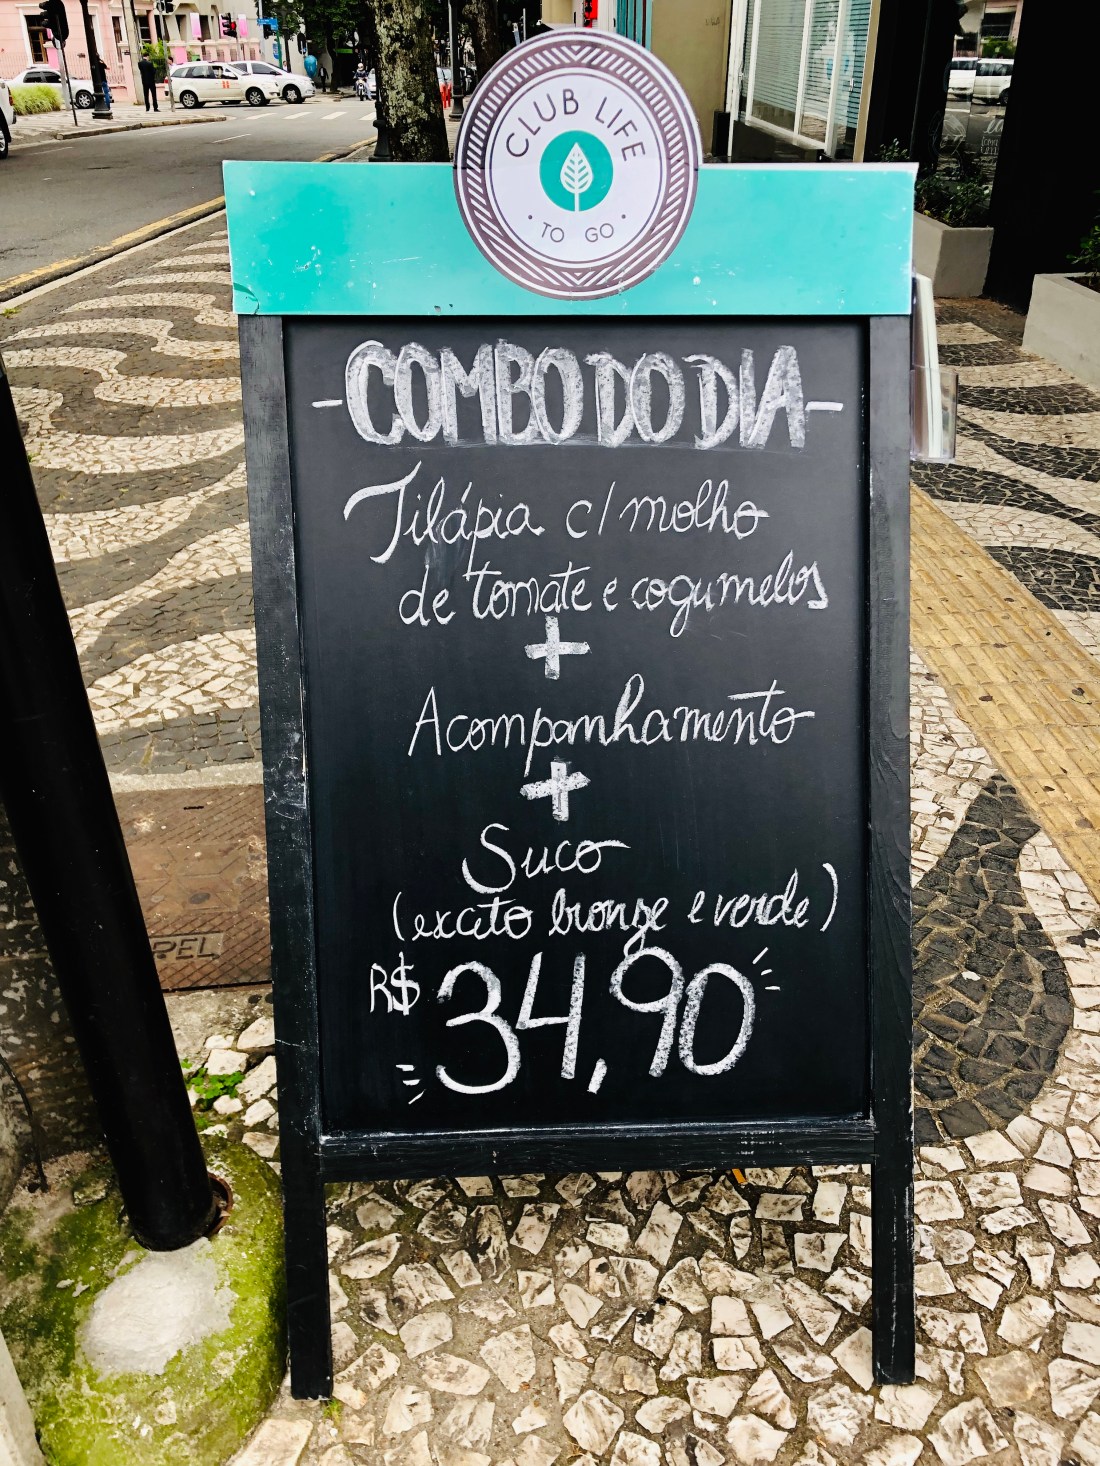 CLUB LIFE
· TO GO ·
-COMBO DO DIA-
Tilápia c/ molho
de tomate e cogumelos
+
Acompanhamento
+
Suco
(exceto bronze e verde)
R$ 34,90
PEL